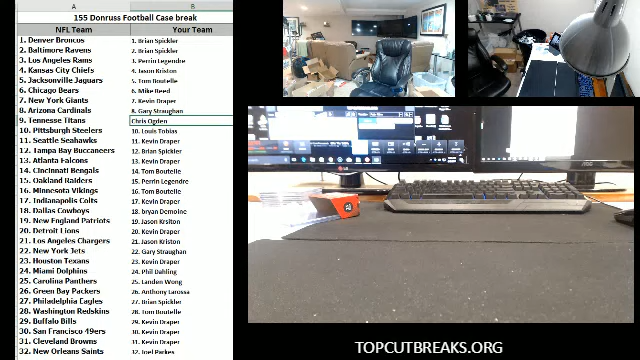 A B
155 Donruss Football Case break
NFL Team Your Team
1. Denver Broncos 1. Brian Spickler
2. Baltimore Ravens 2. Brian Spickler
3. Los Angeles Rams 3. Perrin Legendre
4. Kansas City Chiefs 4. Jason Kriston
5. Jacksonville Jaguars 5. Tom Boutelle
6. Chicago Bears 6. Mike Reed
7. New York Giants 7. Kevin Draper
8. Arizona Cardinals 8. Gary Straughan
9. Tennesse Titans Chris Ogden
10. Pittsburgh Steelers 10. Louis Tobias
11. Seattle Seahawks 11. Kevin Draper
12. Tampa Bay Buccaneers 12. Brian Spickler
13. Atlanta Falcons 13. Kevin Draper
14. Cincinnati Bengals 14. Tom Boutelle
15. Oakland Raiders 15. Perrin Legendre
16. Minnesota Vikings 16. Tom Boutelle
17. Indianapolis Colts 17. Kevin Draper
18. Dallas Cowboys 18. bryan Demoine
19. New England Patriots 19. Jason Krsiton
20. Detroit Lions 20. Kevin Draper
21. Los Angeles Chargers 21. Jason Kriston
22. New York Jets 22. Gary Straughan
23. Houston Texans 23. Kevin Draper
24. Miami Dolphins 24. Phil Dahling
25. Carolina Panthers 25. Landen Wong
26. Green Bay Packers 26. Anthony Larossa
27. Philadelphia Eagles 27. Brian Spickler
28. Washington Redskins 28. Tom Boutelle
29. Buffalo Bills 29. Kevin Draper
30. San Francisco 49ers 30. Kevin Draper
31. Cleveland Browns 31. Kevin Draper
32. New Orleans Saints 32. Joel Parkes
LG
AOC
TOPCUTBREAKS.ORG